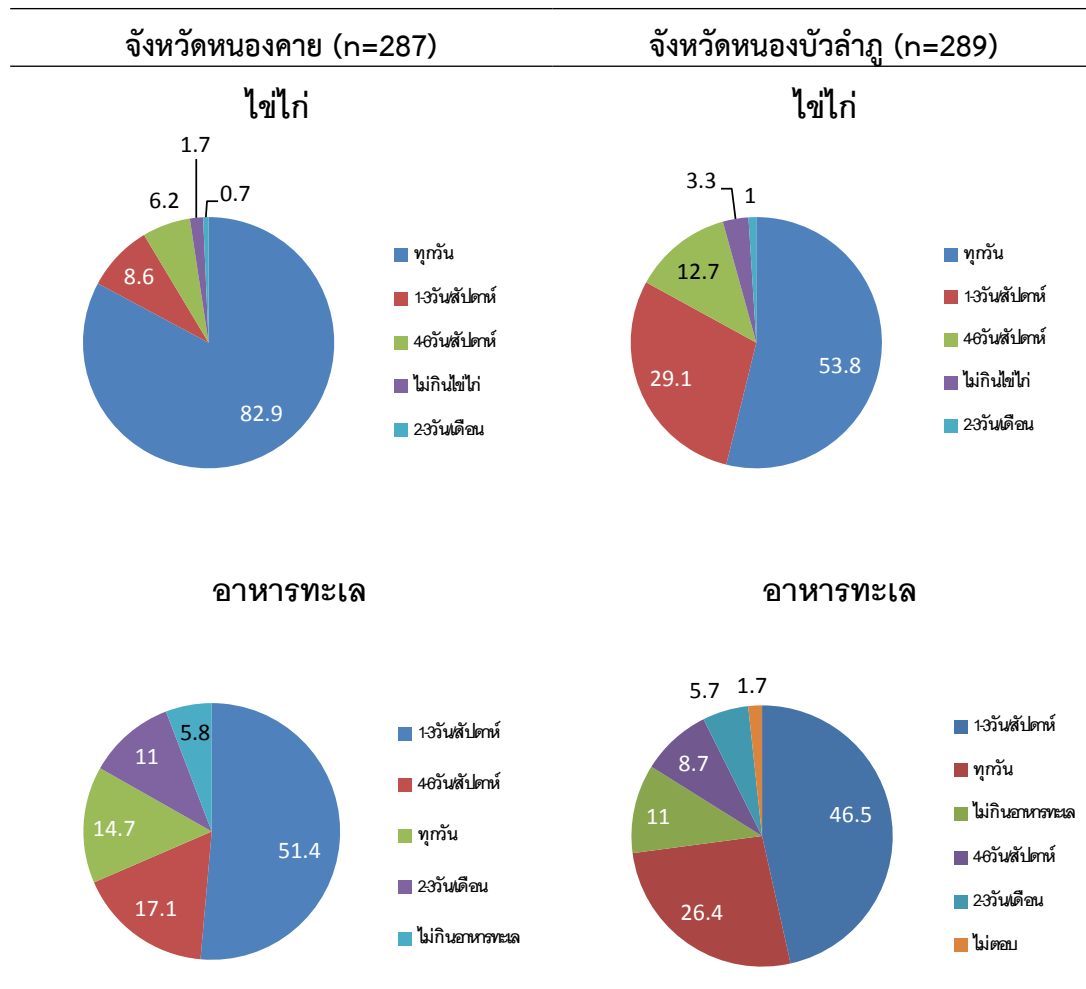 จังหวัดหนองคาย (n=287)
จังหวัดหนองบัวลำภู (n=289)
ไข่ไก่
1.7
0.7
6.2
8.6
82.9
ทุกวัน
1-3วัน/สัปดาห์
4-6วัน/สัปดาห์
ไม่กินไข่ไก่
2-3วัน/เดือน
ไข่ไก่
3.3
1
12.7
29.1
53.8
ทุกวัน
1-3วัน/สัปดาห์
4-6วัน/สัปดาห์
ไม่กินไข่ไก่
2-3วัน/เดือน
อาหารทะเล
5.8
11
14.7
17.1
51.4
1-3วัน/สัปดาห์
4-6วัน/สัปดาห์
ทุกวัน
2-3วัน/เดือน
ไม่กินอาหารทะเล
อาหารทะเล
5.7
1.7
8.7
11
26.4
46.5
1-3วัน/สัปดาห์
ทุกวัน
ไม่กินอาหารทะเล
4-6วัน/สัปดาห์
2-3วัน/เดือน
ไม่ตอบ